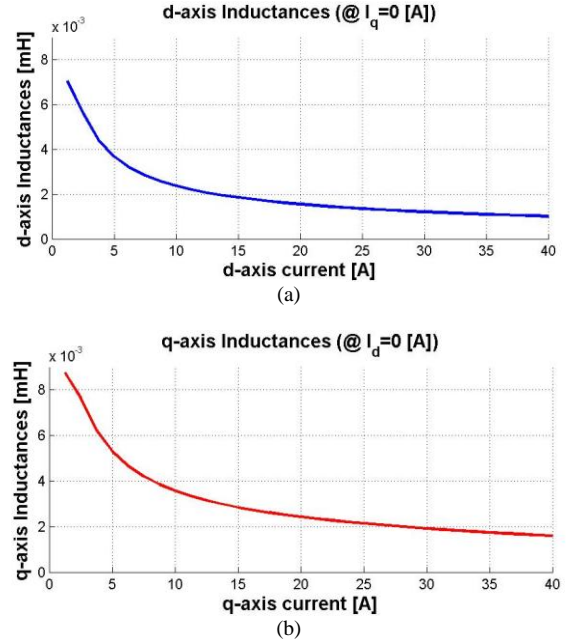 d-axis Inductances (@ I_q=0 [A])
x 10^-3
d-axis Inductances [mH]
8
6
4
2
0
0 5 10 15 20 25 30 35 40
d-axis current [A]
(a)
q-axis Inductances (@ I_d=0 [A])
x 10^-3
q-axis Inductances [mH]
8
6
4
2
0
0 5 10 15 20 25 30 35 40
q-axis current [A]
(b)